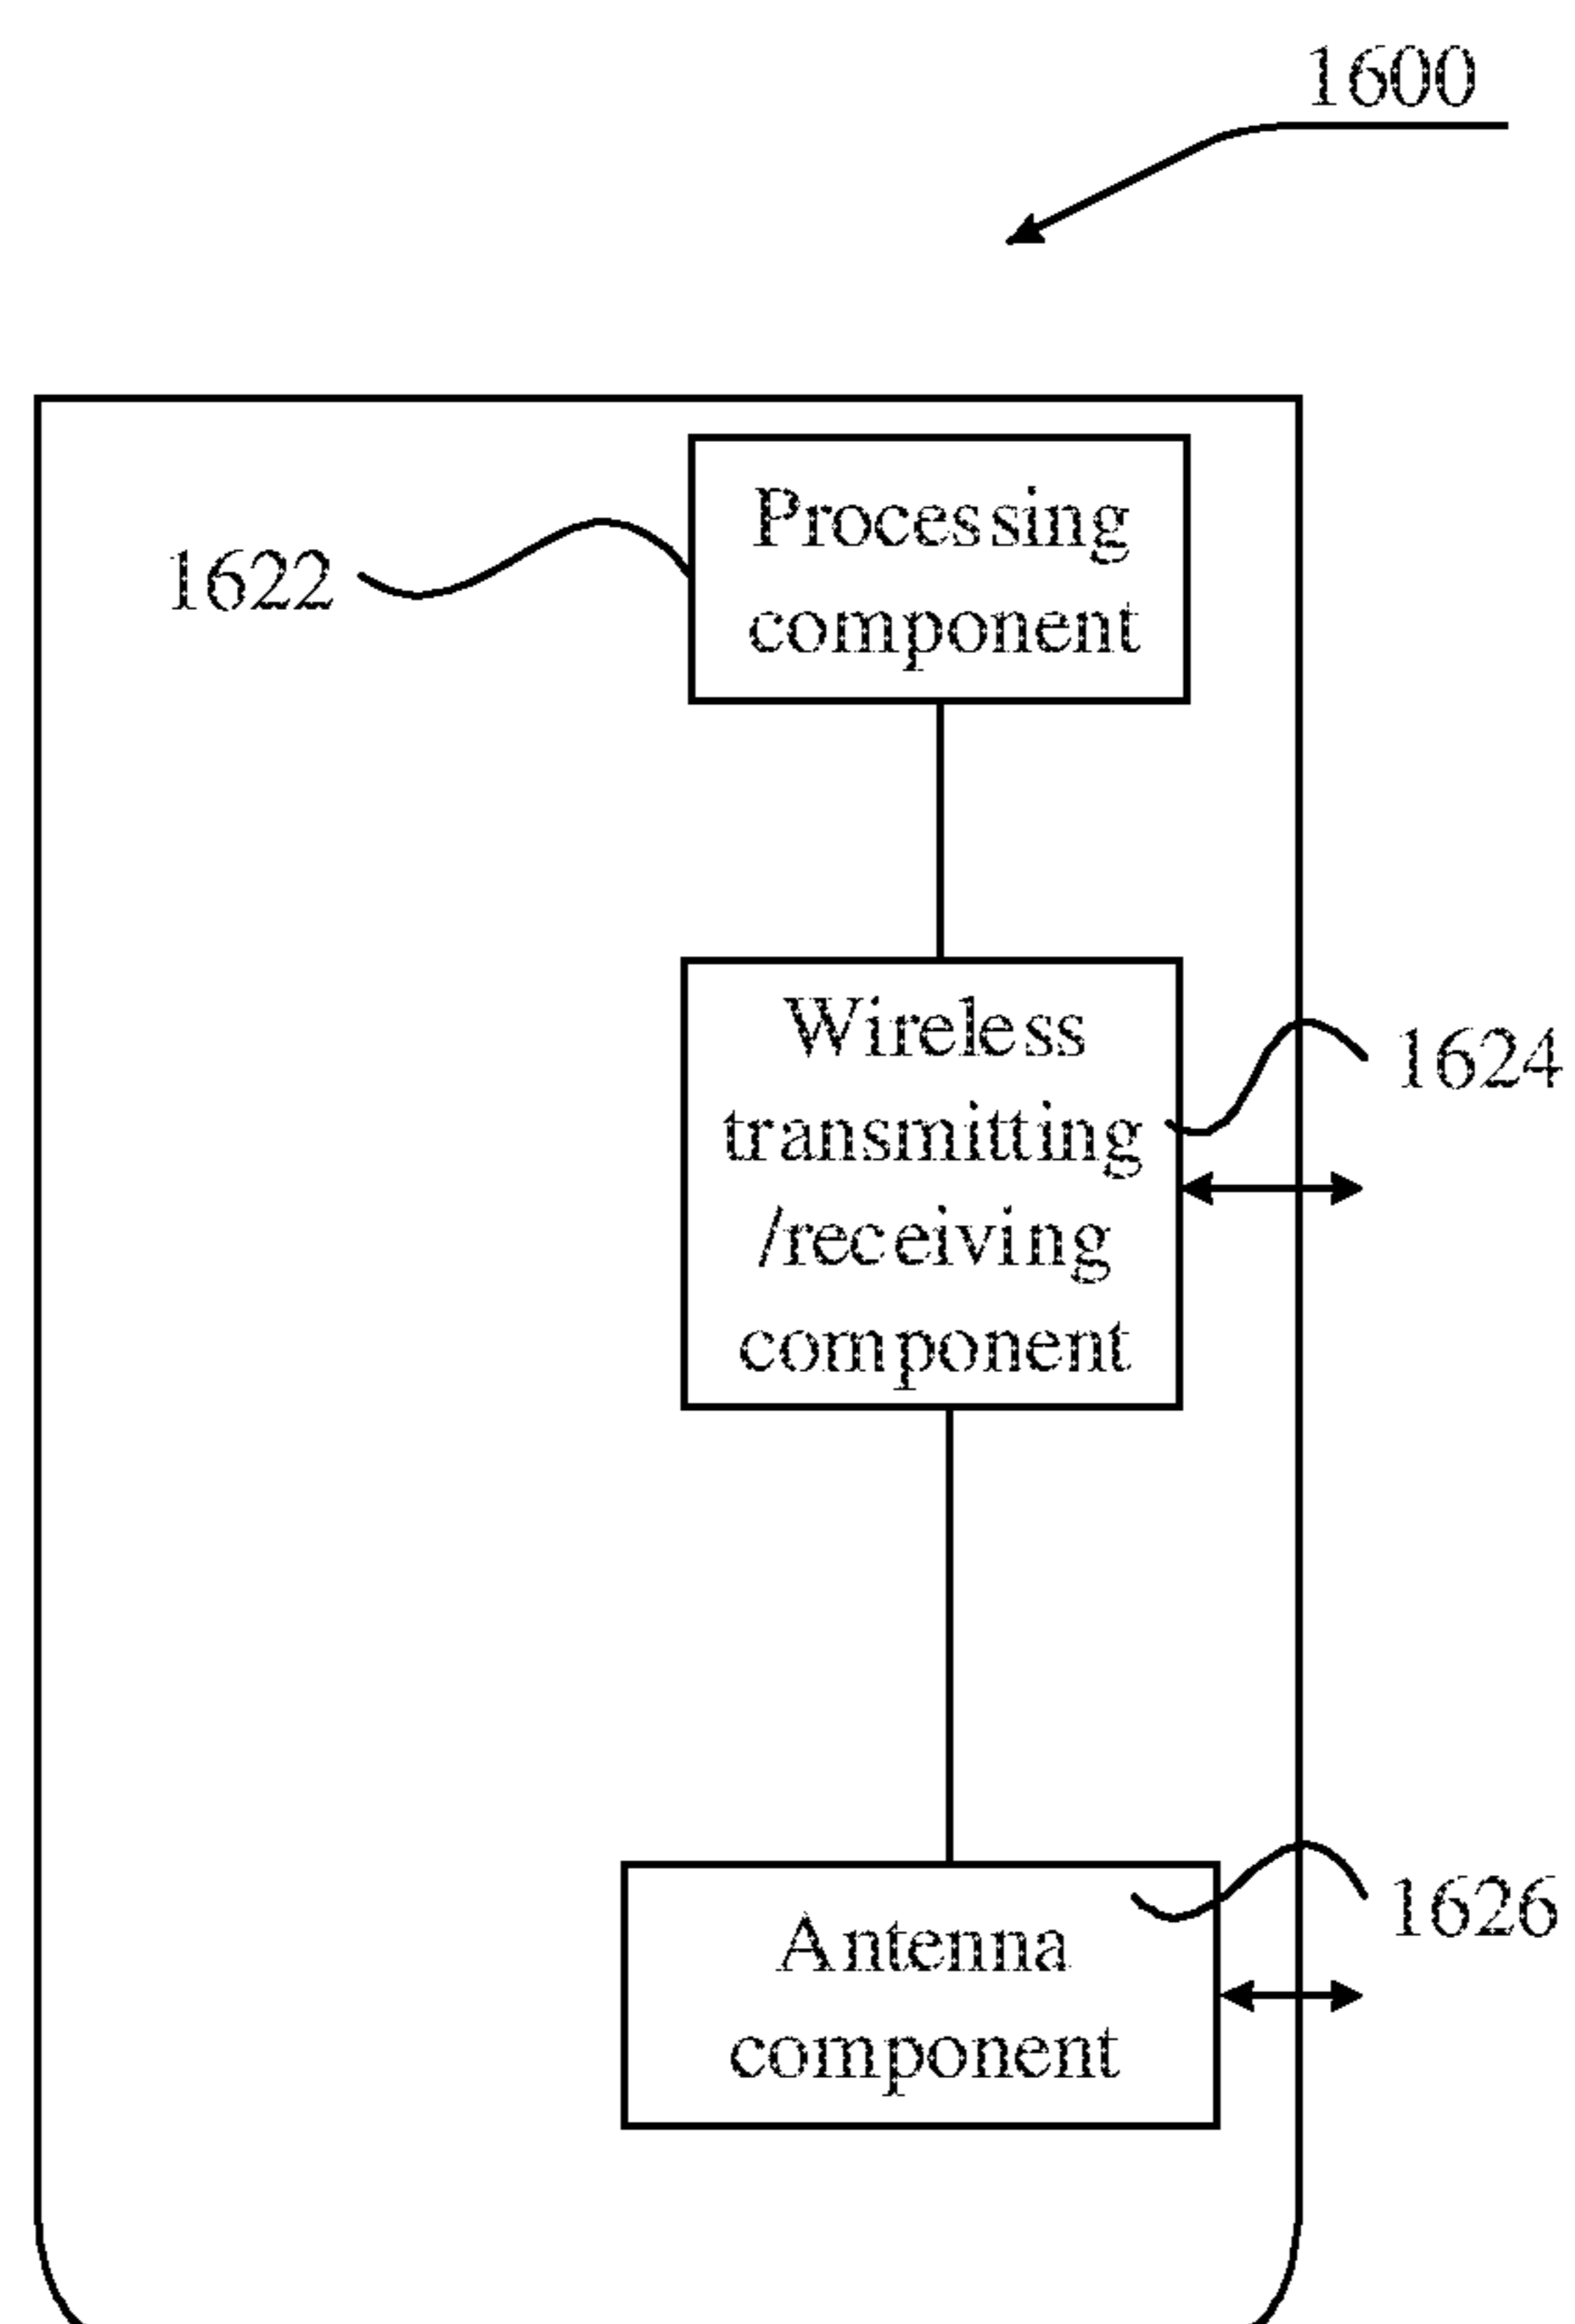 1600
Processing
component
1622
Wireless
transmitting
/receiving
component
1624
Antenna
component
1626